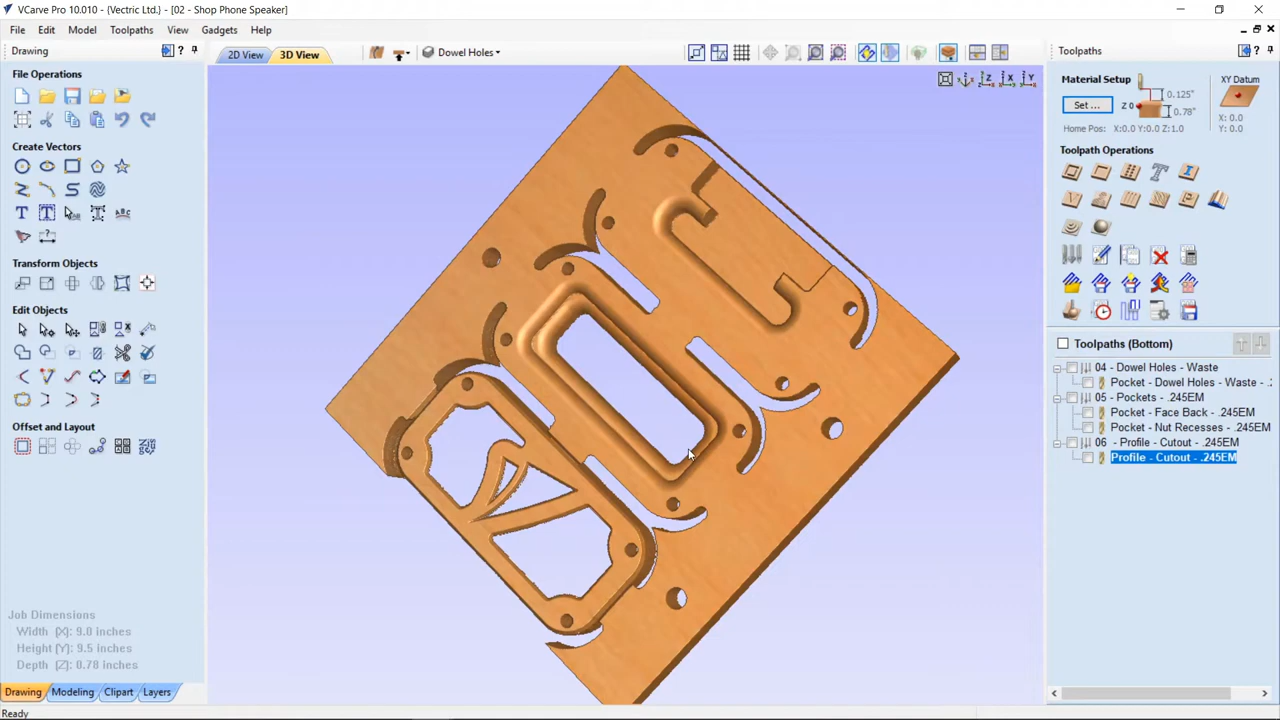 VCarve Pro 10.010 - {Vectric Ltd.} - [02 - Shop Phone Speaker]
File Edit Model Toolpaths View Gadgets Help
Drawing
2D View 3D View Dowel Holes
Toolpaths
File Operations
Create Vectors
Transform Objects
Edit Objects
Offset and Layout
Job Dimensions
Width (X): 9.0 inches
Height (Y): 9.5 inches
Depth (Z): 0.78 inches
Drawing Modeling Clipart Layers
Ready
Z X Y
Material Setup
Set ...
Z 0
0.125"
0.78"
Home Pos: X:0.0 Y:0.0 Z:1.0
XY Datum
X: 0.0
Y: 0.0
Toolpath Operations
Toolpaths (Bottom)
04 - Dowel Holes - Waste
Pocket - Dowel Holes - Waste - .2
05 - Pockets - .245EM
Pocket - Face Back - .245EM
Pocket - Nut Recesses - .245EM
06 - Profile - Cutout - .245EM
Profile - Cutout - .245EM